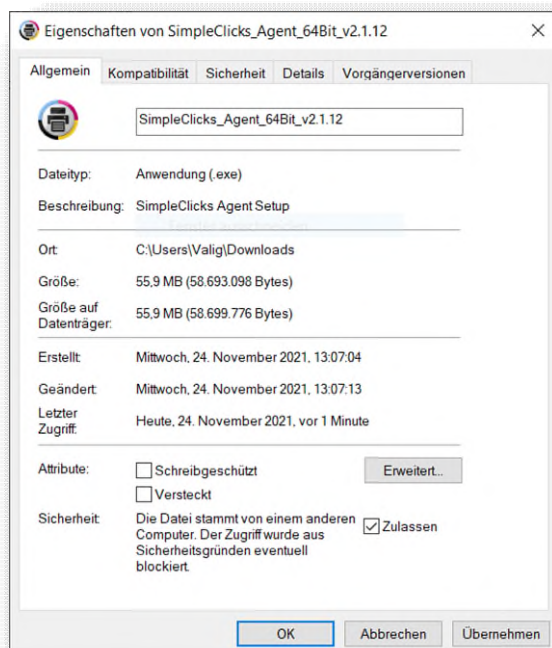 Eigenschaften von SimpleClicks_Agent_64Bit_v2.1.12
Allgemein Kompatibilität Sicherheit Details Vorgängerversionen
SimpleClicks_Agent_64Bit_v2.1.12
Dateityp: Anwendung (.exe)
Beschreibung: SimpleClicks Agent Setup
Ort: C:\Users\Valig\Downloads
Größe: 55,9 MB (58.693.098 Bytes)
Größe auf
Datenträger: 55,9 MB (58.699.776 Bytes)
Erstellt: Mittwoch, 24. November 2021, 13:07:04
Geändert: Mittwoch, 24. November 2021, 13:07:13
Letzter
Zugriff: Heute, 24. November 2021, vor 1 Minute
Attribute: Schreibgeschützt Erweitert...
Versteckt
Sicherheit: Die Datei stammt von einem anderen
Computer. Der Zugriff wurde aus
Sicherheitsgründen eventuell
blockiert.
Zulassen
OK Abbrechen Übernehmen